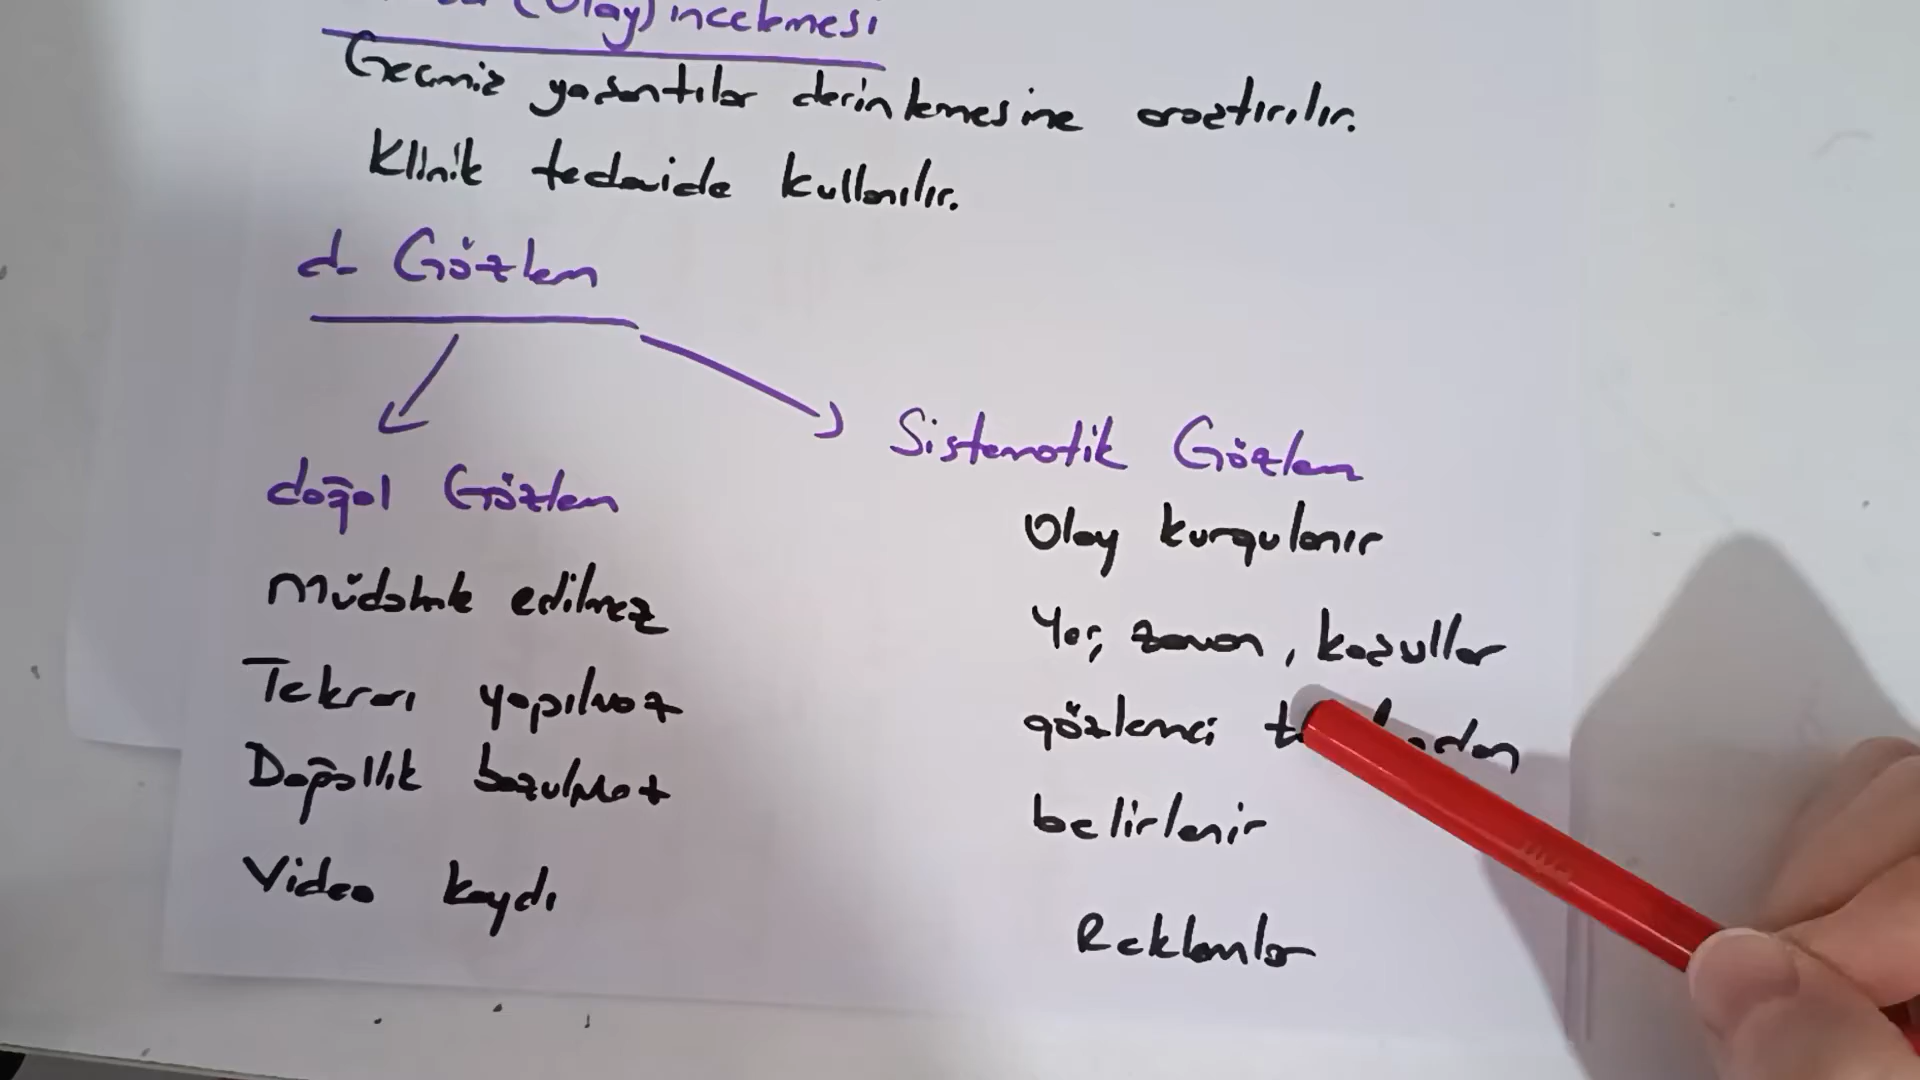 (Olay) incelemesi
Geçmiş yaşantılar derinlemesine araştırılır.
Klinik tedavide kullanılır.
d- Gözlem
doğal Gözlem
Müdahale edilmez
Tekrarı yapılmaz
Doğallık bozulmaz
Video kaydı
Sistematik Gözlem
Olay kurgulanır
Yer, zaman, koşullar
gözlemci
belirlenir
Reklamlar